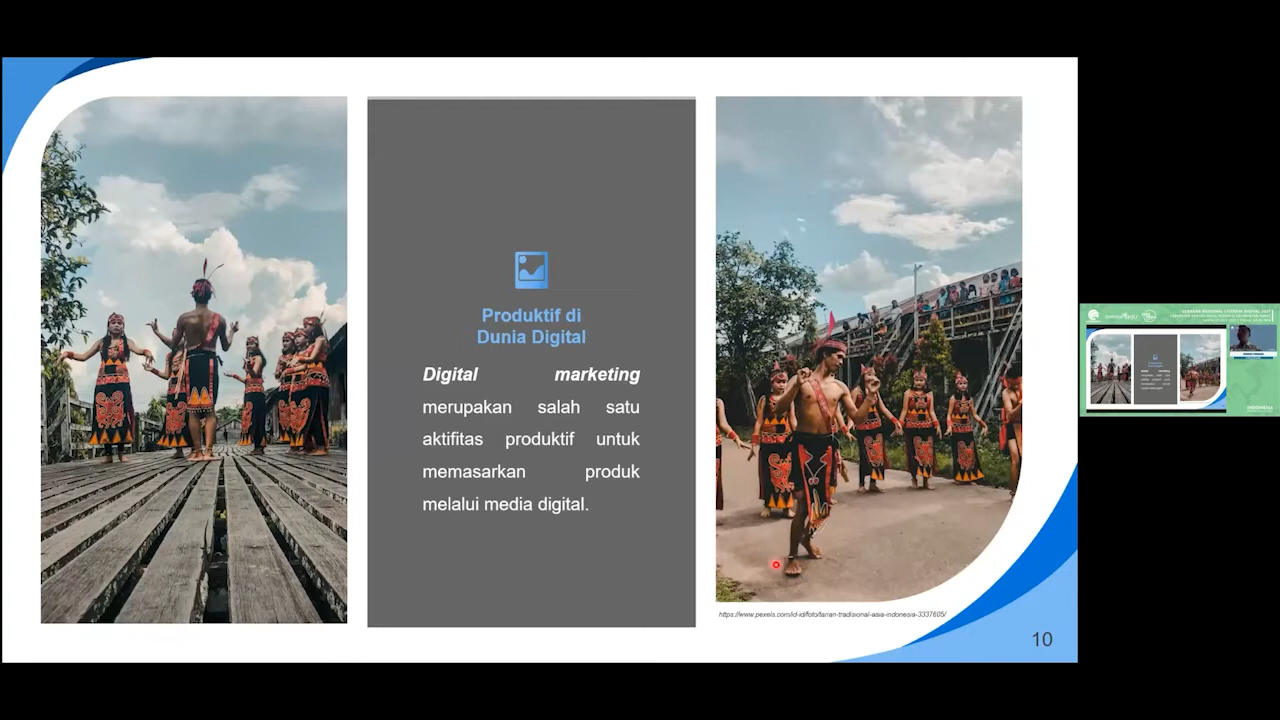 Produktif di
Dunia Digital
Digital marketing
merupakan salah satu
aktifitas produktif untuk
memasarkan produk
melalui media digital.
https://www.pexels.com/id-id/foto/tarian-tradisional-asia-indonesia-3337605/
10